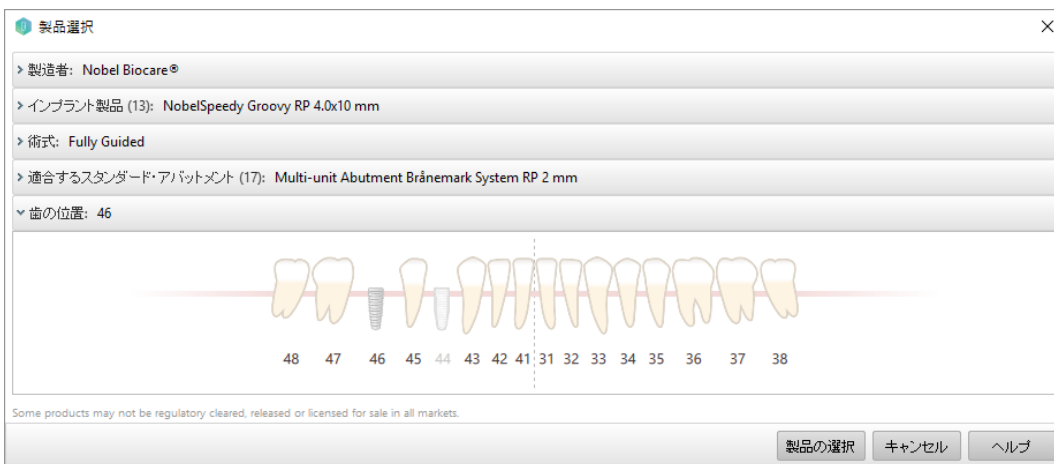 製品選択
製造者: Nobel Biocare®
インプラント製品 (13): NobelSpeedy Groovy RP 4.0x10 mm
術式: Fully Guided
適合するスタンダード・アバットメント (17): Multi-unit Abutment Brånemark System RP 2 mm
歯の位置: 46
48 47 46 45 44 43 42 41 31 32 33 34 35 36 37 38
Some products may not be regulatory cleared, released or licensed for sale in all markets.
製品の選択 キャンセル ヘルプ